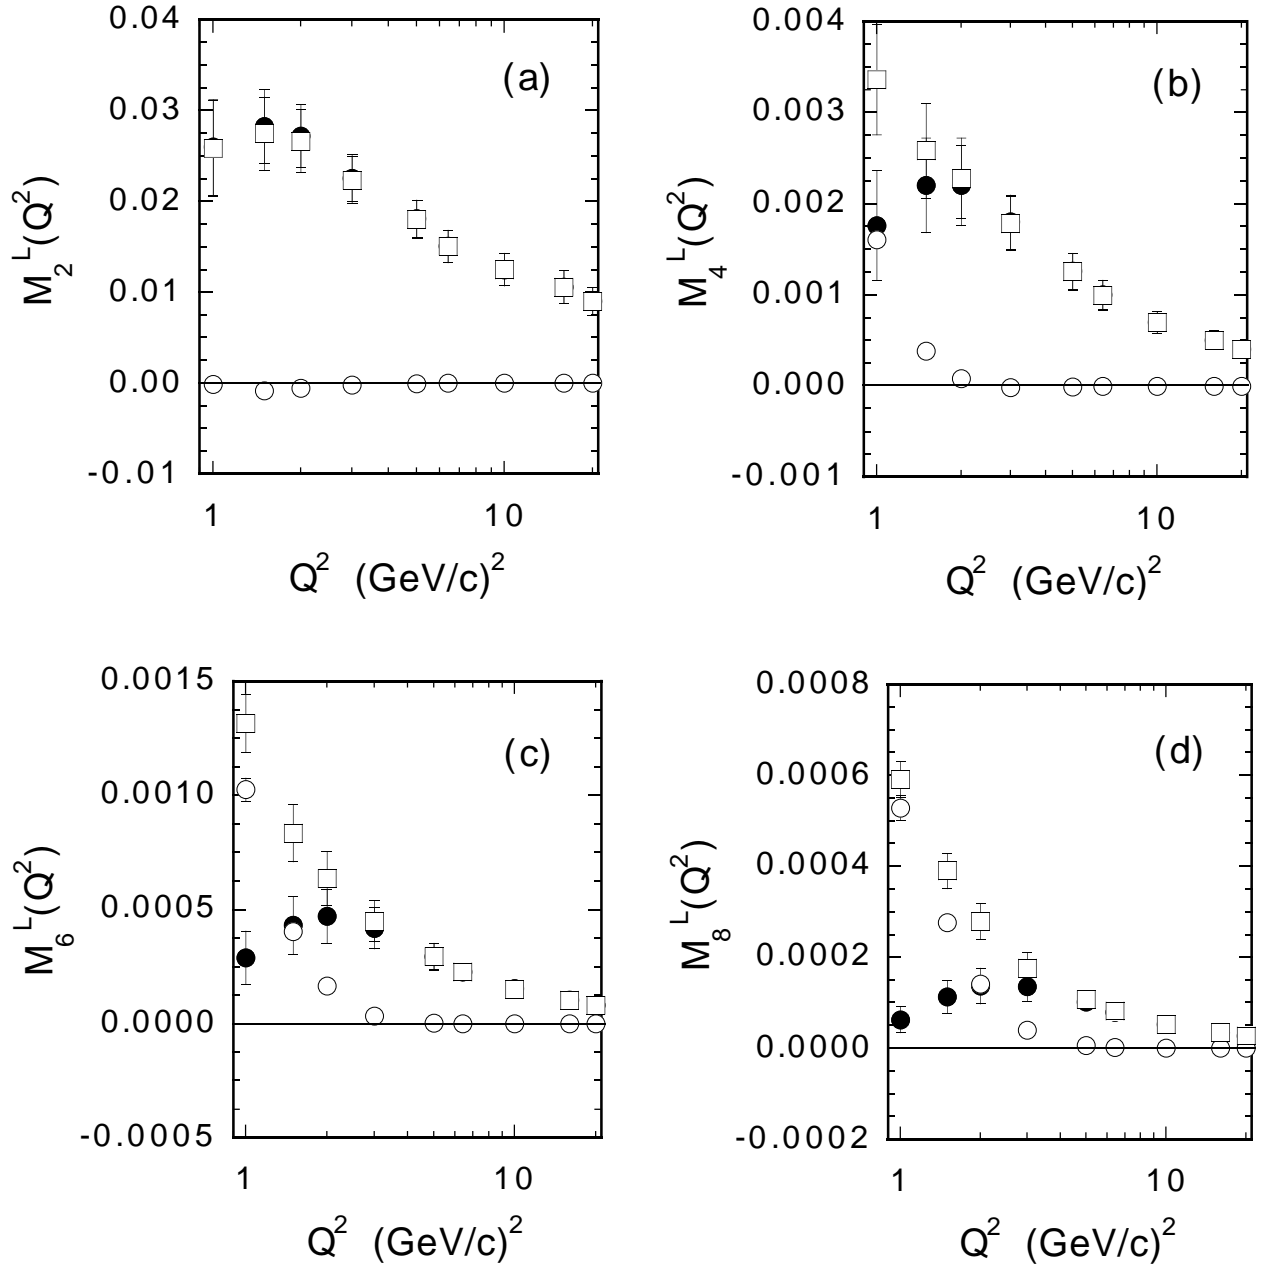 0.04
0.03
0.02
0.01
0.00
-0.01
M₂ᴸ(Q²)
(a)
1 10
Q² (GeV/c)²
0.004
0.003
0.002
0.001
0.000
-0.001
M₄ᴸ(Q²)
(b)
1 10
Q² (GeV/c)²
0.0015
0.0010
0.0005
0.0000
-0.0005
M₆ᴸ(Q²)
(c)
1 10
Q² (GeV/c)²
0.0008
0.0006
0.0004
0.0002
0.0000
-0.0002
M₈ᴸ(Q²)
(d)
1 10
Q² (GeV/c)²